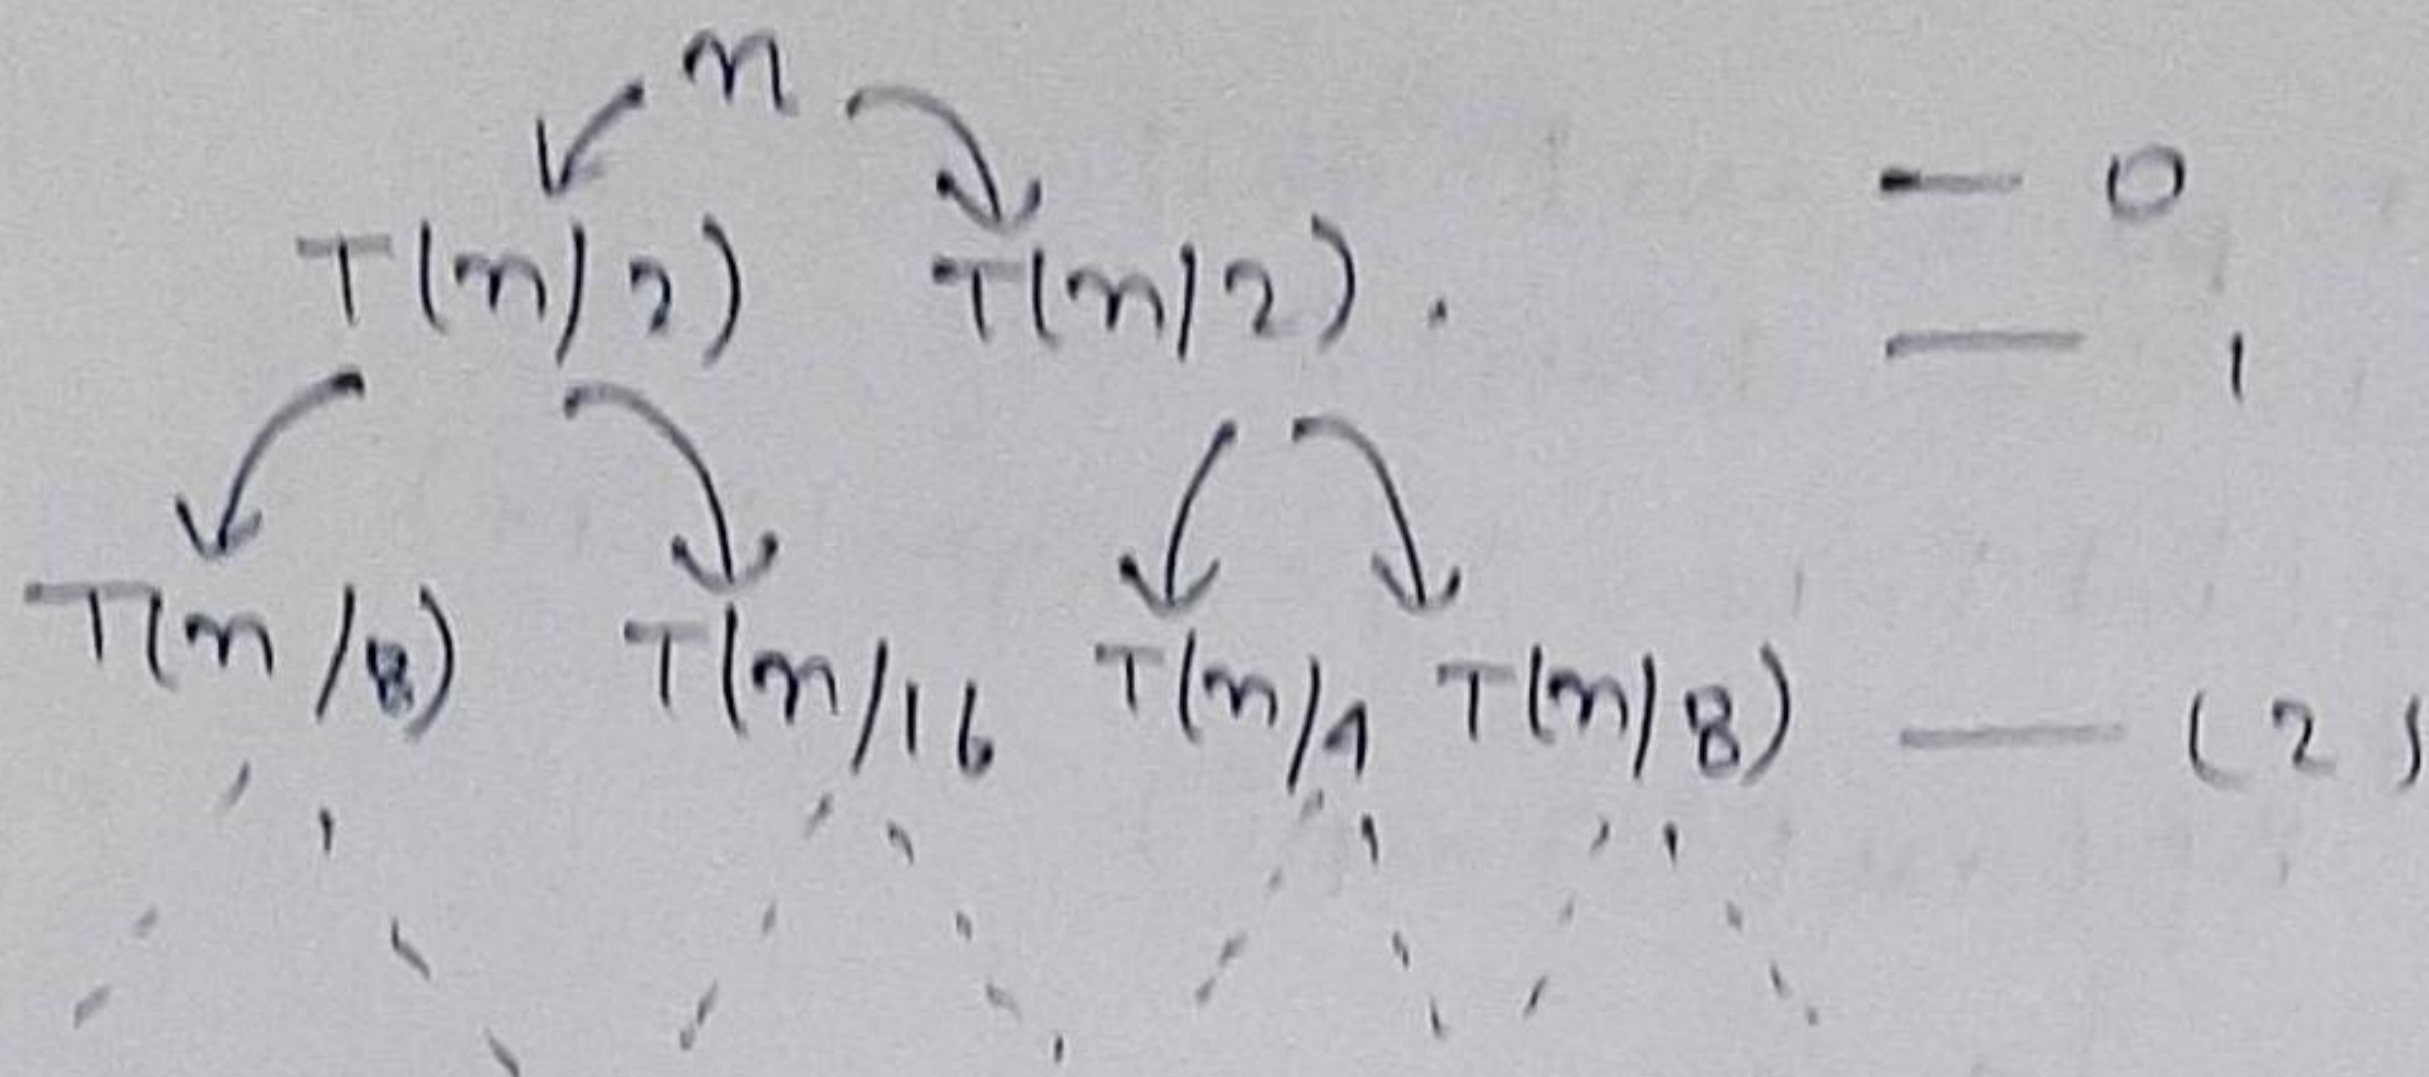 n
T(n/2) T(n/2).
— 0
— 1
T(n/8) T(n/16 T(n/4 T(n/8) — (2)